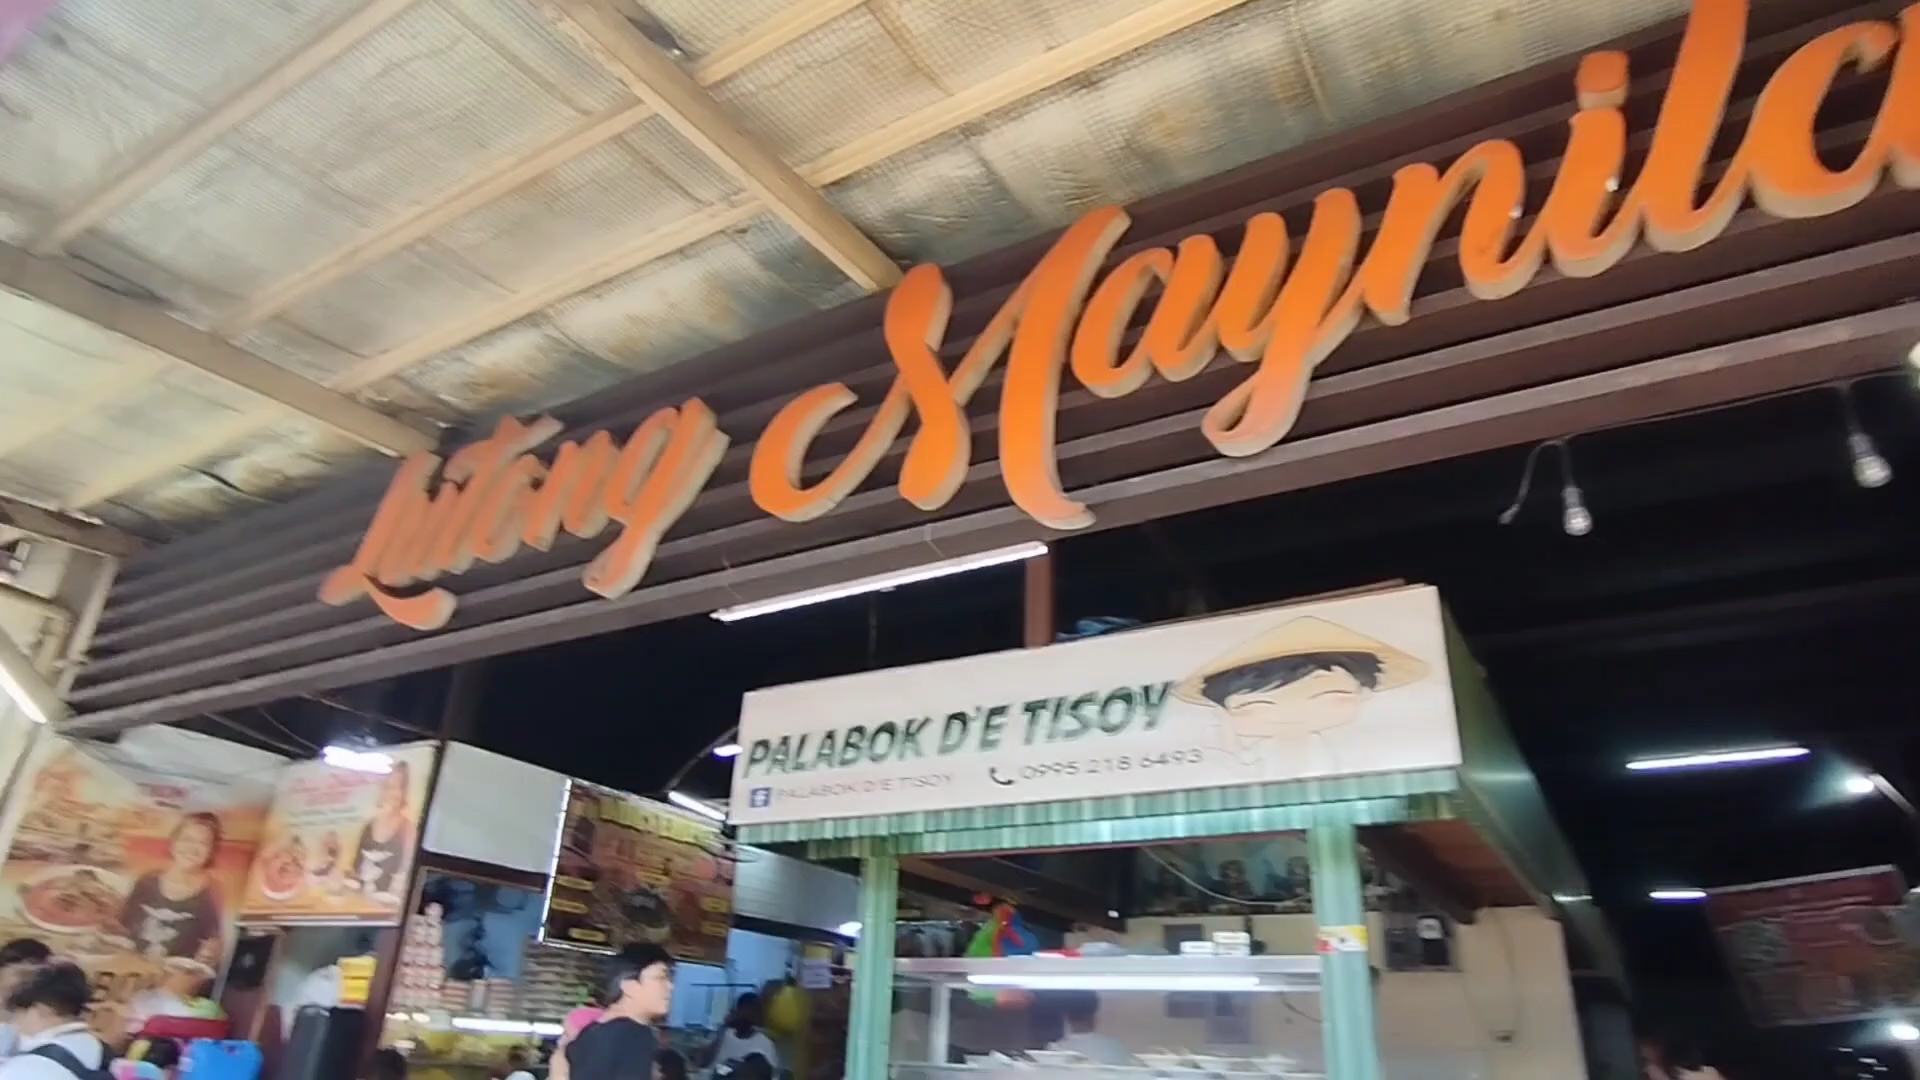 Lutong Maynila
PALABOK D'E TISOY
PALABOK D'E TISOY 0995 218 6493